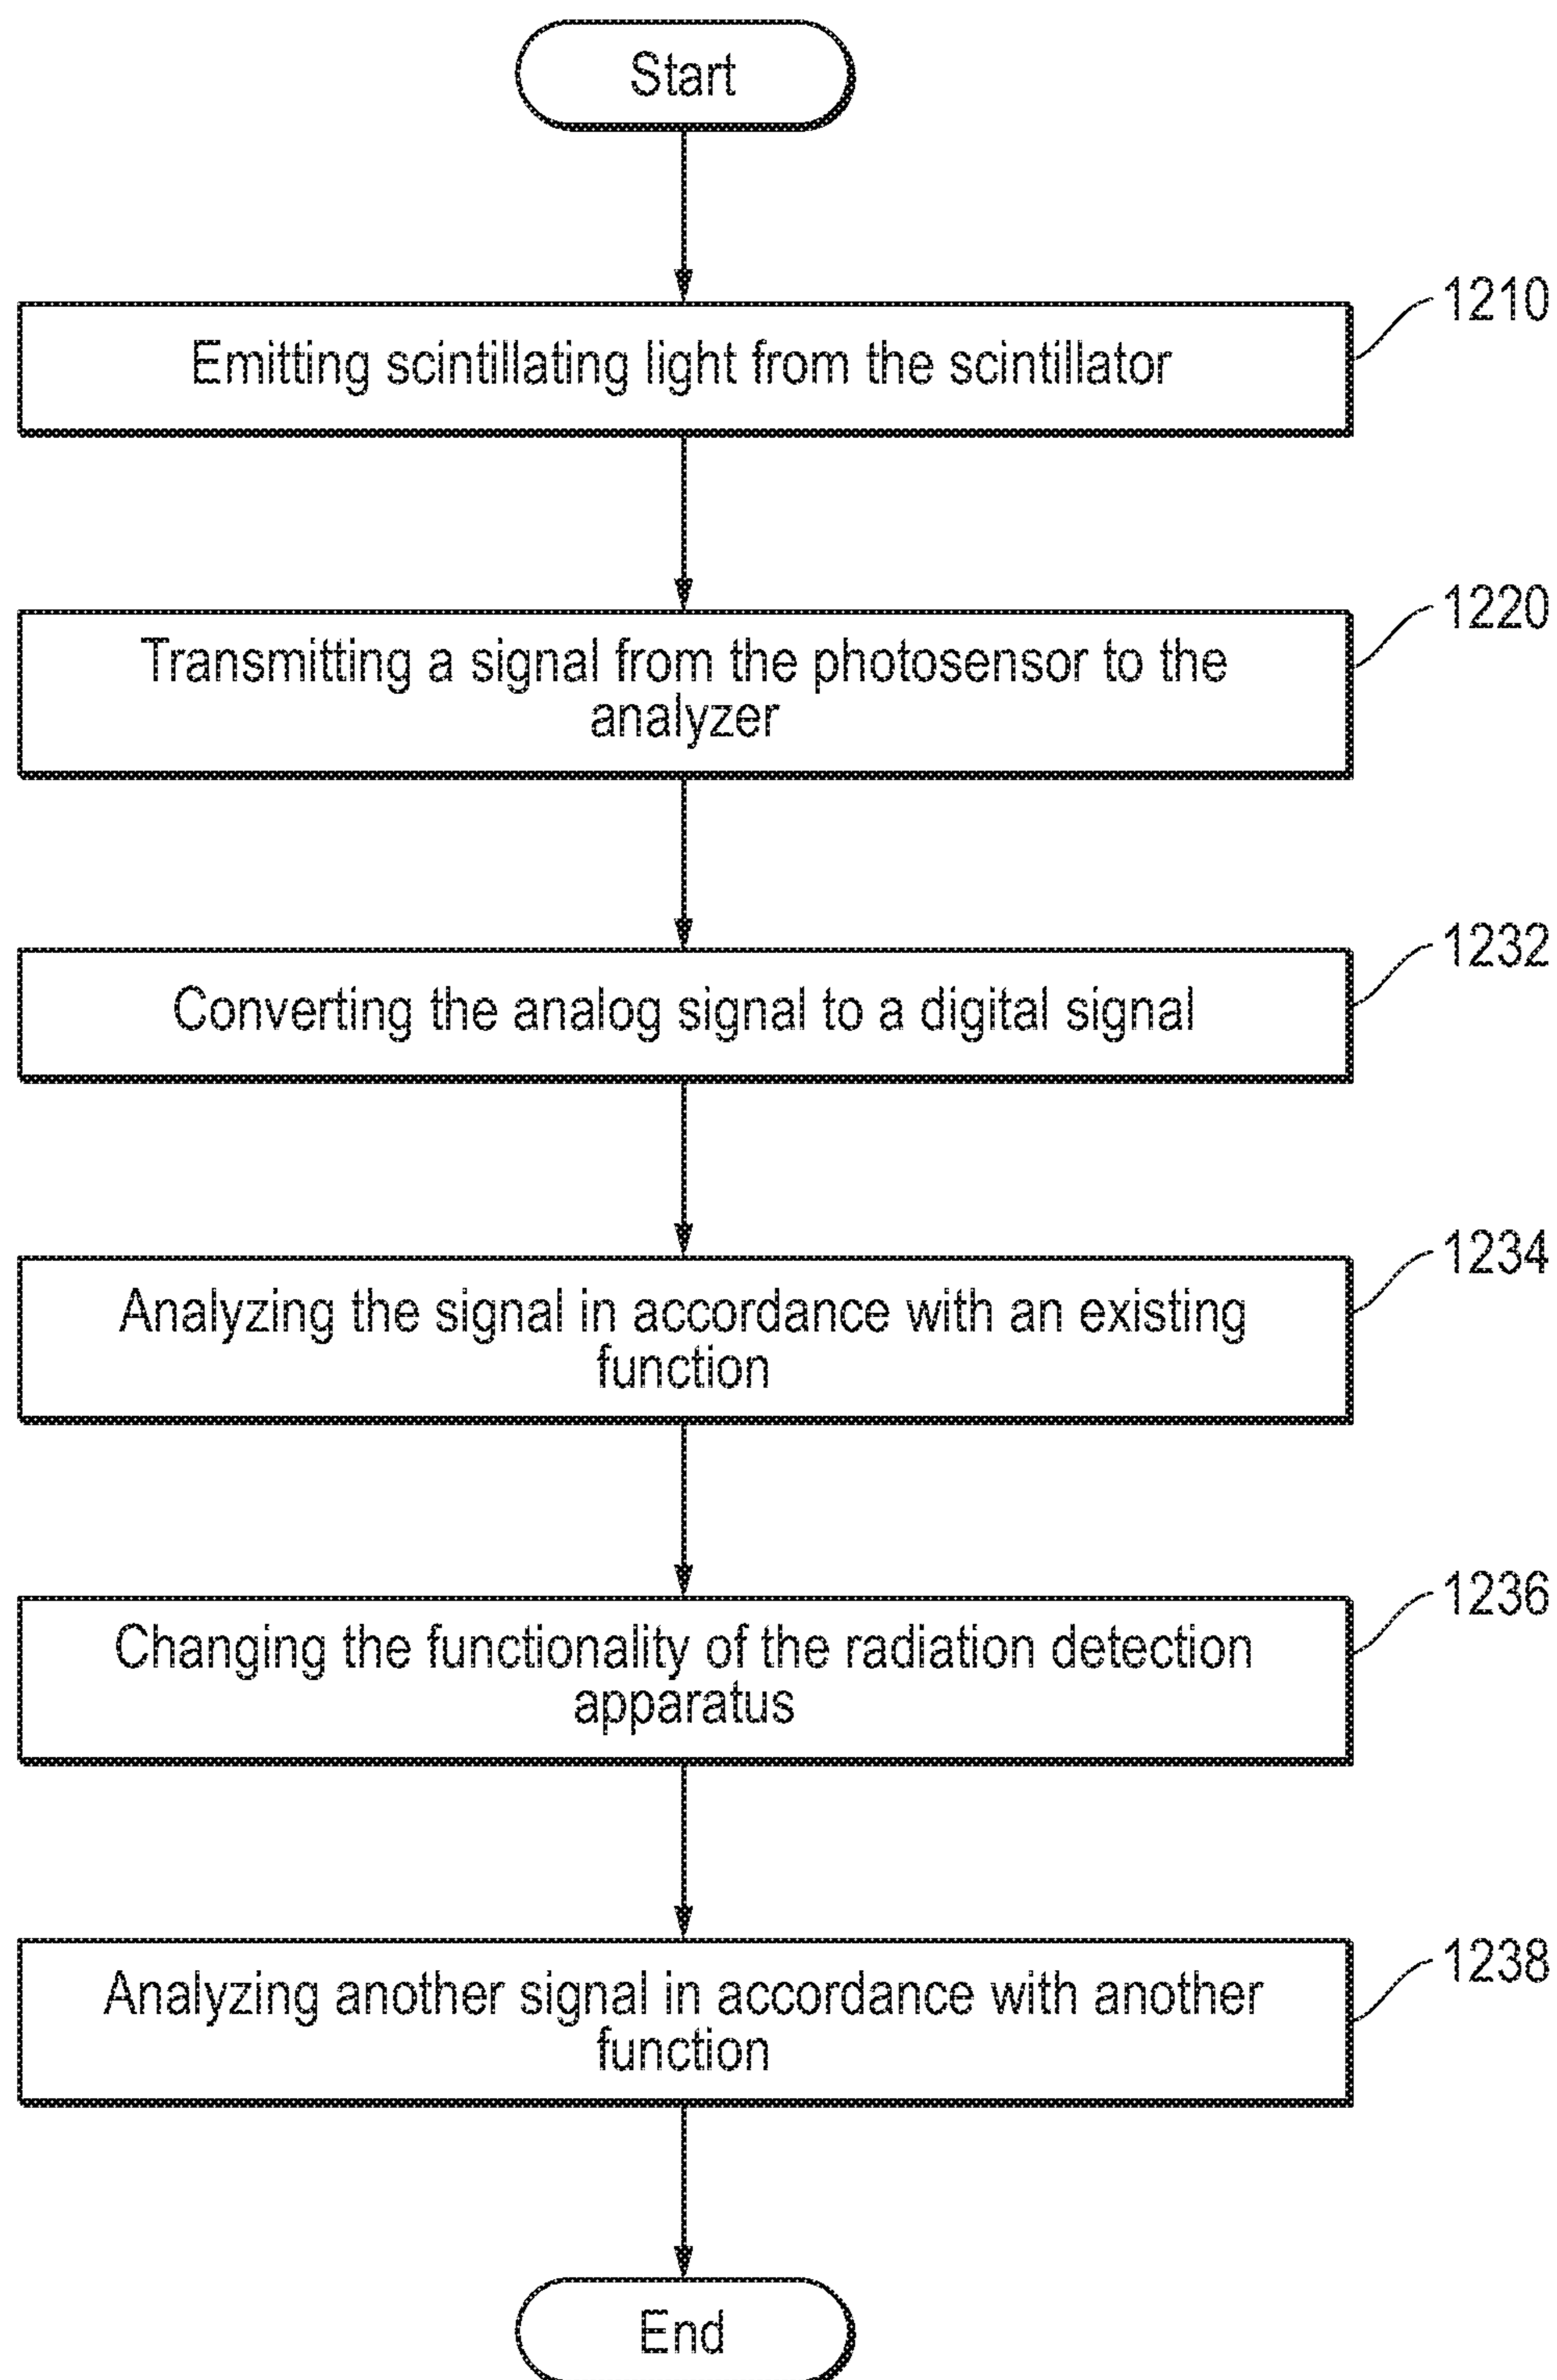 Start
1210
Emitting scintillating light from the scintillator
1220
Transmitting a signal from the photosensor to the
analyzer
1232
Converting the analog signal to a digital signal
1234
Analyzing the signal in accordance with an existing
function
1236
Changing the functionality of the radiation detection
apparatus
1238
Analyzing another signal in accordance with another
function
End